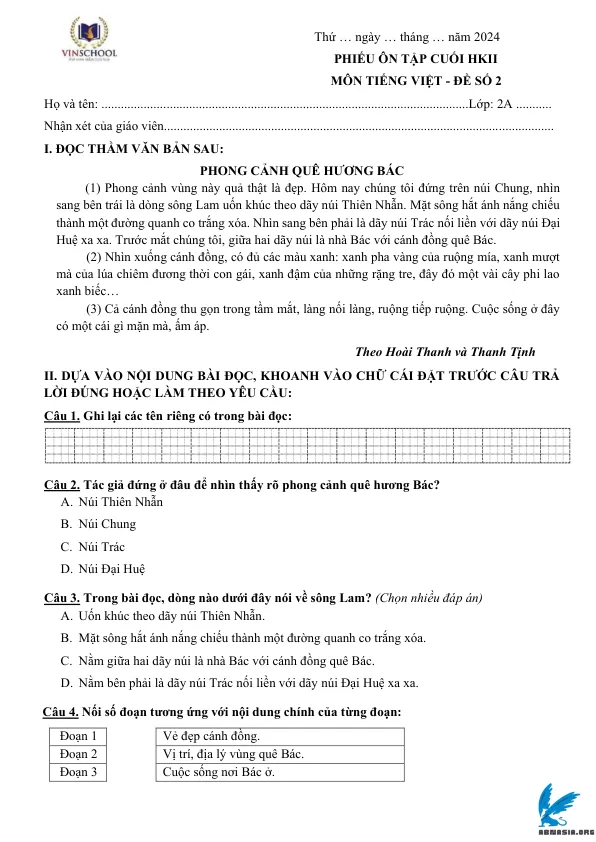 VINSCHOOL
Thứ … ngày … tháng … năm 2024
PHIẾU ÔN TẬP CUỐI HKII
MÔN TIẾNG VIỆT - ĐỀ SỐ 2
Họ và tên: .................................................................................................................Lớp: 2A ...........
Nhận xét của giáo viên........................................................................................................................
I. ĐỌC THẦM VĂN BẢN SAU:
PHONG CẢNH QUÊ HƯƠNG BÁC
(1) Phong cảnh vùng này quả thật là đẹp. Hôm nay chúng tôi đứng trên núi Chung, nhìn
sang bên trái là dòng sông Lam uốn khúc theo dãy núi Thiên Nhẫn. Mặt sông hắt ánh nắng chiếu
thành một đường quanh co trắng xóa. Nhìn sang bên phải là dãy núi Trác nối liền với dãy núi Đại
Huệ xa xa. Trước mắt chúng tôi, giữa hai dãy núi là nhà Bác với cánh đồng quê Bác.
(2) Nhìn xuống cánh đồng, có đủ các màu xanh: xanh pha vàng của ruộng mía, xanh mượt
mà của lúa chiêm đương thời con gái, xanh đậm của những rặng tre, đây đó một vài cây phi lao
xanh biếc…
(3) Cả cánh đồng thu gọn trong tầm mắt, làng nối làng, ruộng tiếp ruộng. Cuộc sống ở đây
có một cái gì mặn mà, ấm áp.
Theo Hoài Thanh và Thanh Tịnh
II. DỰA VÀO NỘI DUNG BÀI ĐỌC, KHOANH VÀO CHỮ CÁI ĐẶT TRƯỚC CÂU TRẢ
LỜI ĐÚNG HOẶC LÀM THEO YÊU CẦU:
Câu 1. Ghi lại các tên riêng có trong bài đọc:
Câu 2. Tác giả đứng ở đâu để nhìn thấy rõ phong cảnh quê hương Bác?
A. Núi Thiên Nhẫn
B. Núi Chung
C. Núi Trác
D. Núi Đại Huệ
Câu 3. Trong bài đọc, dòng nào dưới đây nói về sông Lam? (Chọn nhiều đáp án)
A. Uốn khúc theo dãy núi Thiên Nhẫn.
B. Mặt sông hắt ánh nắng chiếu thành một đường quanh co trắng xóa.
C. Nằm giữa hai dãy núi là nhà Bác với cánh đồng quê Bác.
D. Nằm bên phải là dãy núi Trác nối liền với dãy núi Đại Huệ xa xa.
Câu 4. Nối số đoạn tương ứng với nội dung chính của từng đoạn:
Đoạn 1 Vẻ đẹp cánh đồng.
Đoạn 2 Vị trí, địa lý vùng quê Bác.
Đoạn 3 Cuộc sống nơi Bác ở.
ABNASIA.ORG